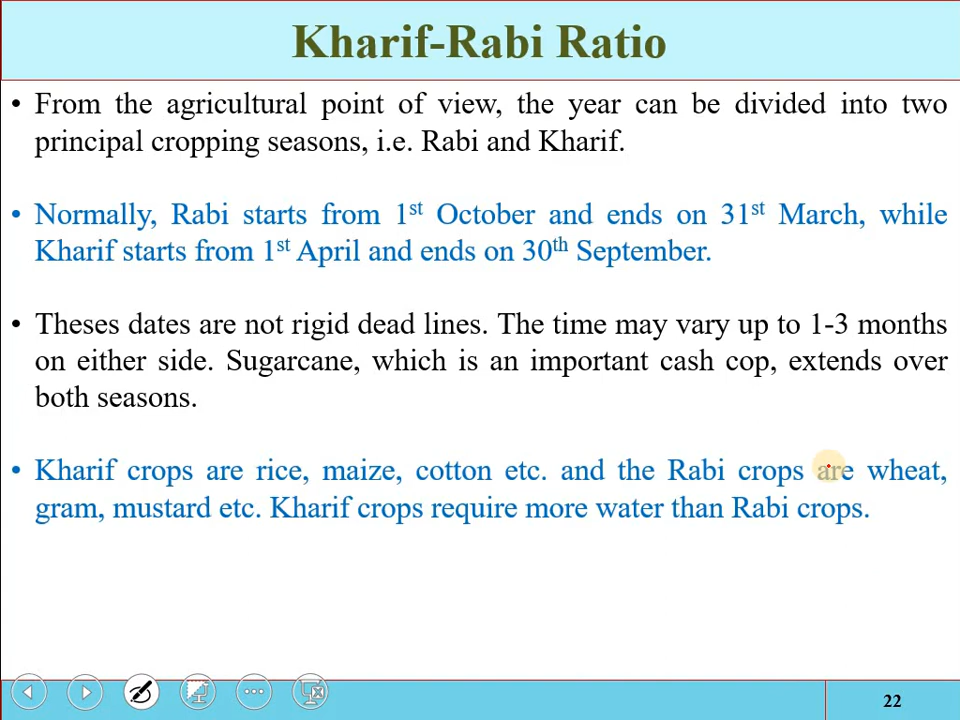 Kharif-Rabi Ratio
• From the agricultural point of view, the year can be divided into two
principal cropping seasons, i.e. Rabi and Kharif.
• Normally, Rabi starts from 1st October and ends on 31st March, while
Kharif starts from 1st April and ends on 30th September.
• Theses dates are not rigid dead lines. The time may vary up to 1-3 months
on either side. Sugarcane, which is an important cash cop, extends over
both seasons.
• Kharif crops are rice, maize, cotton etc. and the Rabi crops are wheat,
gram, mustard etc. Kharif crops require more water than Rabi crops.
22